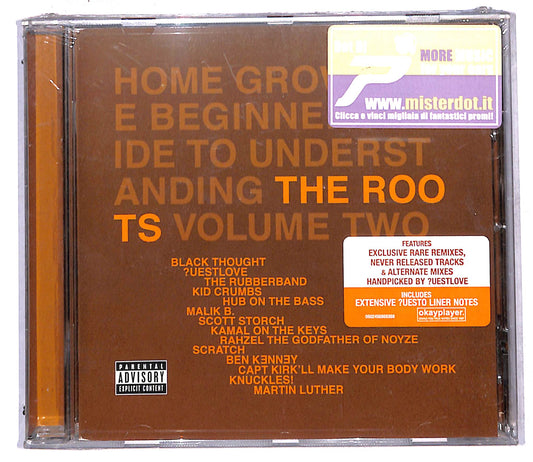 HOME GROW
E BEGINNE
IDE TO UNDERST
ANDING THE ROO
TS VOLUME TWO
MORE
www.misterdot.it
Clicca e vinci migliaia di fantastici premi!
BLACK THOUGHT
?UESTLOVE
THE RUBBERBAND
KID CRUMBS
HUB ON THE BASS
MALIK B.
SCOTT STORCH
KAMAL ON THE KEYS
RAHZEL THE GODFATHER OF NOYZE
SCRATCH
BEN KENNEY
CAPT KIRK'LL MAKE YOUR BODY WORK
KNUCKLES!
MARTIN LUTHER
FEATURES
EXCLUSIVE RARE REMIXES,
NEVER RELEASED TRACKS
& ALTERNATE MIXES
HANDPICKED BY ?UESTLOVE
INCLUDES
EXTENSIVE ?UESTO LINER NOTES
okayplayer.
PARENTAL
ADVISORY
EXPLICIT CONTENT